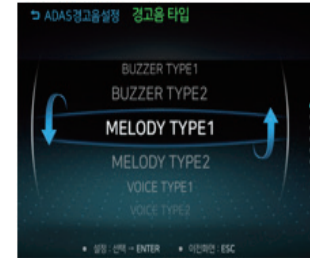 ADAS경고음설정 경고음 타입
BUZZER TYPE1
BUZZER TYPE2
MELODY TYPE1
MELODY TYPE2
VOICE TYPE1
VOICE TYPE2
● 설정 : 선택 → ENTER ● 이전화면 : ESC